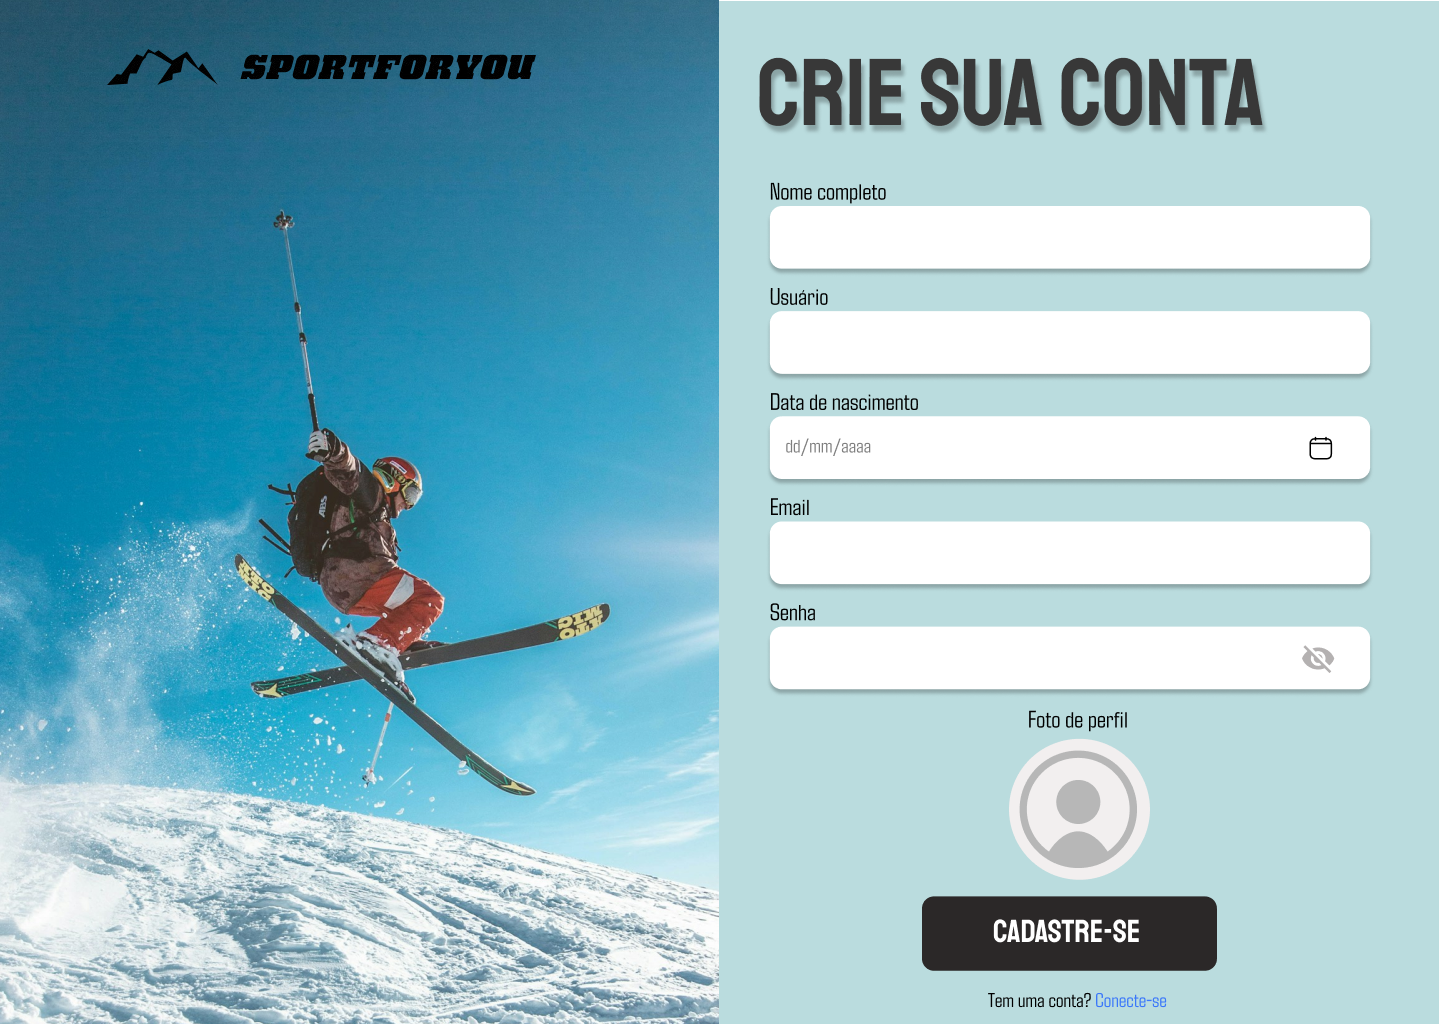 SPORTFORYOU
CRIE SUA CONTA
Nome completo
Usuário
Data de nascimento
dd/mm/aaaa
Email
Senha
Foto de perfil
CADASTRE-SE
Tem uma conta? Conecte-se
ABS